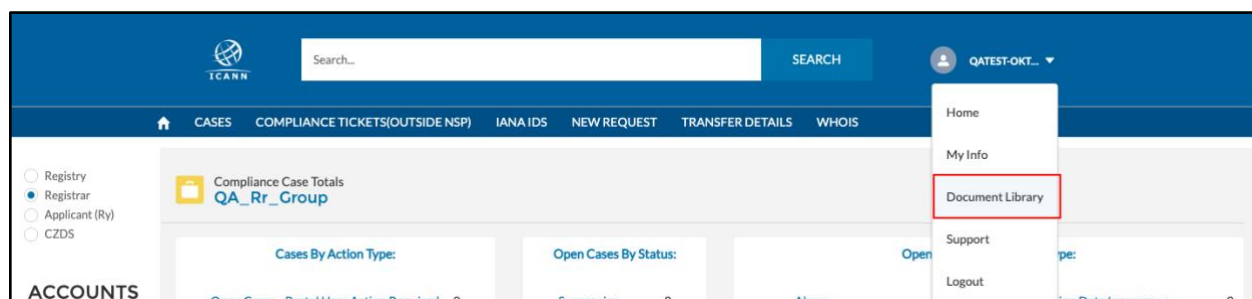 ICANN
Search...
SEARCH
QATEST-OKT...
CASES COMPLIANCE TICKETS(OUTSIDE NSP) IANA IDS NEW REQUEST TRANSFER DETAILS WHOIS
Home
My Info
Document Library
Support
Logout
Registry
Registrar
Applicant (Ry)
CZDS
ACCOUNTS
Compliance Case Totals
QA_Rr_Group
Cases By Action Type:
Open Cases By Status:
Open
pe: